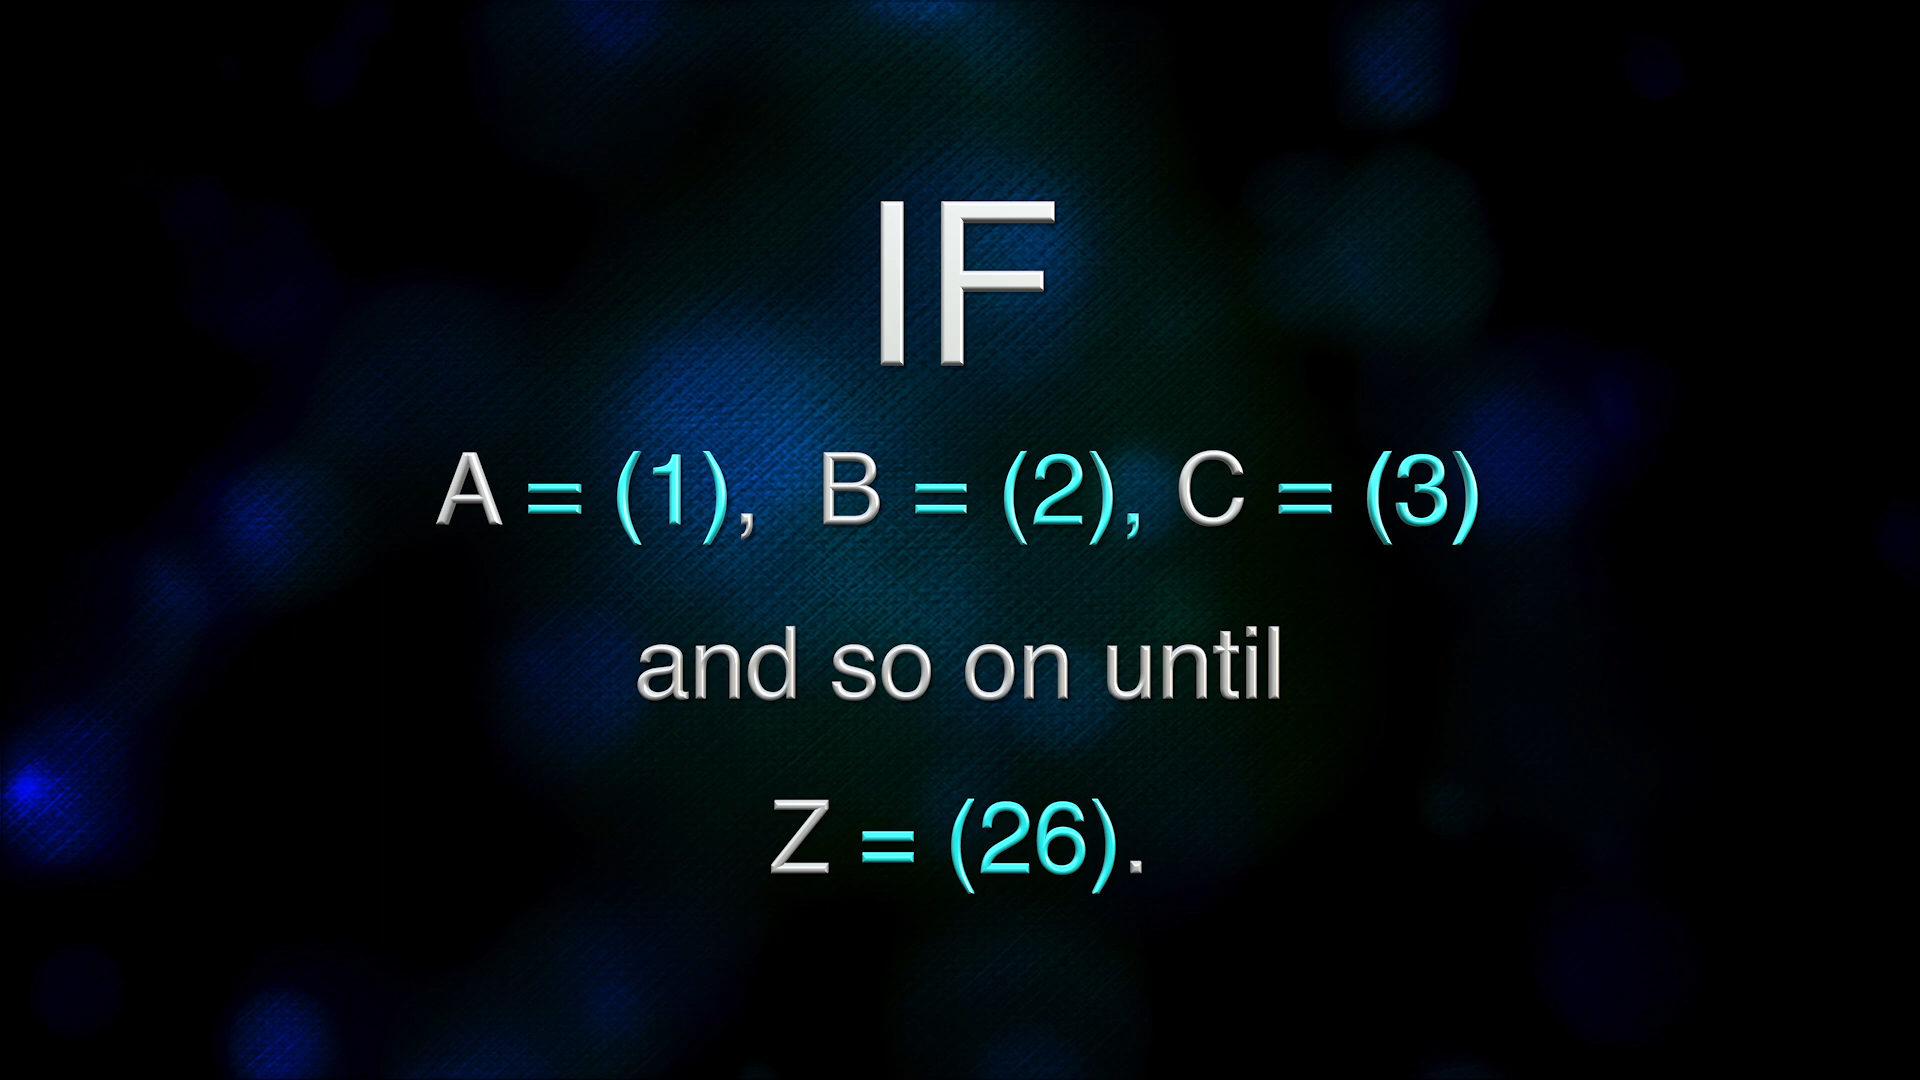 IF
A = (1), B = (2), C = (3)
and so on until
Z = (26).